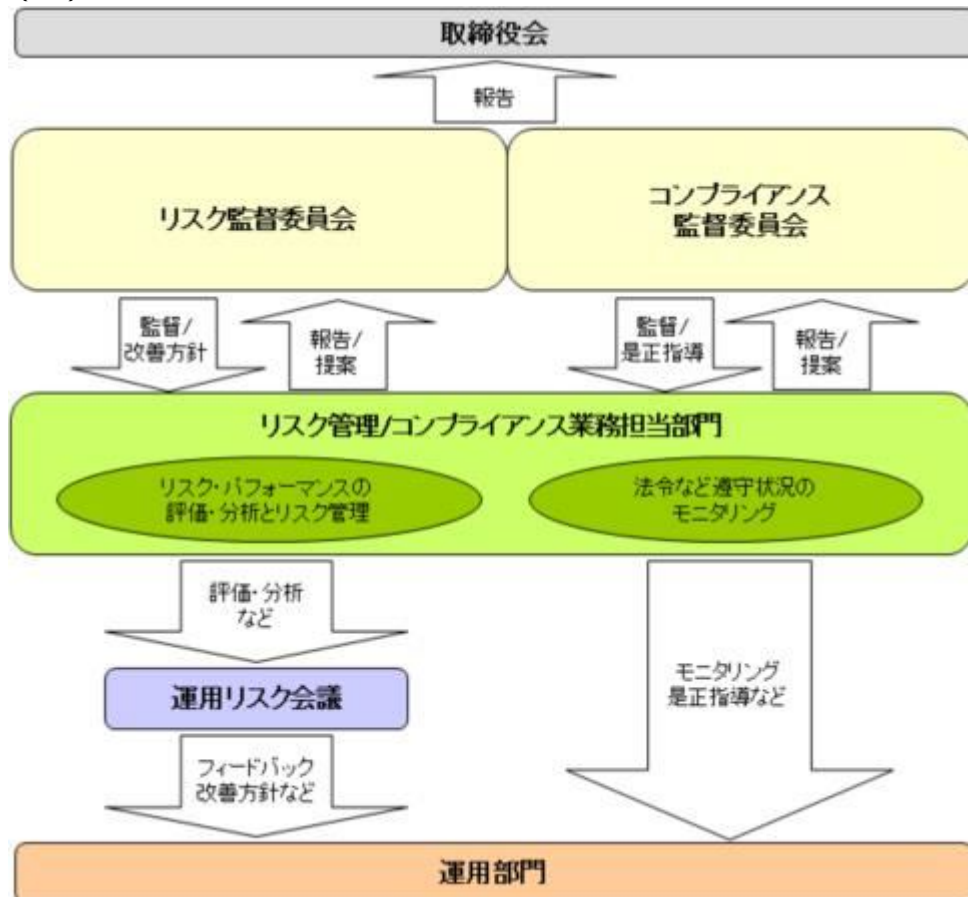 取締役会
報告
リスク監督委員会
コンプライアンス
監督委員会
監督/
改善方針
報告/
提案
監督/
是正指導
報告/
提案
リスク管理/コンプライアンス業務担当部門
リスク・パフォーマンスの
評価・分析とリスク管理
法令など遵守状況の
モニタリング
評価・分析
など
運用リスク会議
フィードバック
改善方針など
モニタリング
是正指導など
運用部門